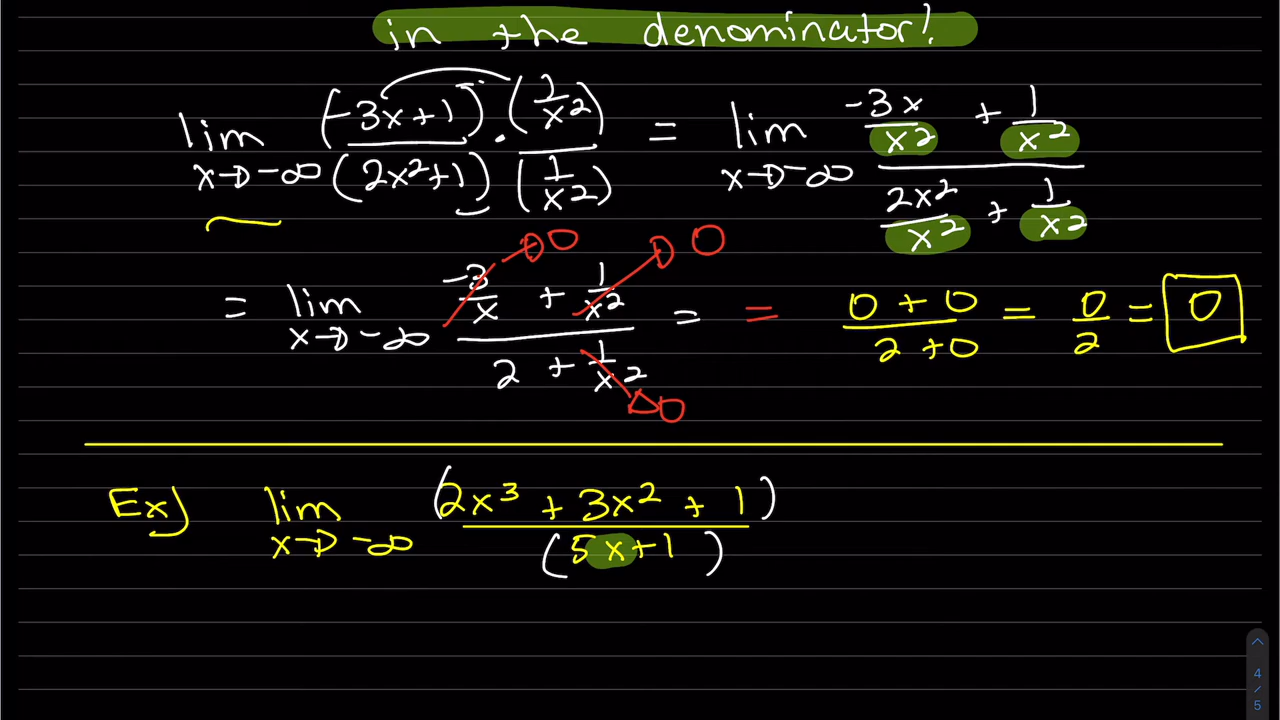 in the denominator!
lim x→-∞ (-3x+1)/(2x²+1) · (1/x²)/(1/x²) = lim x→-∞ (-3x/x² + 1/x²)/(2x²/x² + 1/x²)
= lim x→-∞ (-3/x →0 + 1/x² →0)/(2 + 1/x² →0) = = (0+0)/(2+0) = 0/2 = 0
Ex) lim x→-∞ (2x³ + 3x² + 1)/(5x+1)
4
/
5